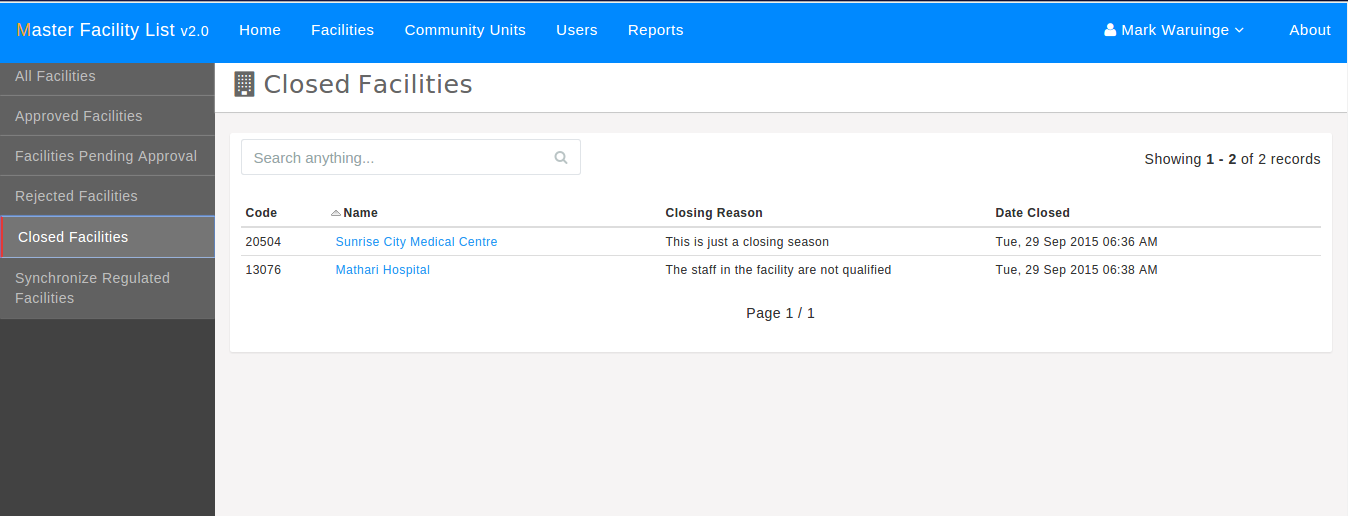 Master Facility List v2.0 Home Facilities Community Units Users Reports Mark Waruinge About
All Facilities
Approved Facilities
Facilities Pending Approval
Rejected Facilities
Closed Facilities
Synchronize Regulated
Facilities
Closed Facilities
Search anything...
Showing 1 - 2 of 2 records
Code Name Closing Reason Date Closed
20504 Sunrise City Medical Centre This is just a closing season Tue, 29 Sep 2015 06:36 AM
13076 Mathari Hospital The staff in the facility are not qualified Tue, 29 Sep 2015 06:38 AM
Page 1 / 1